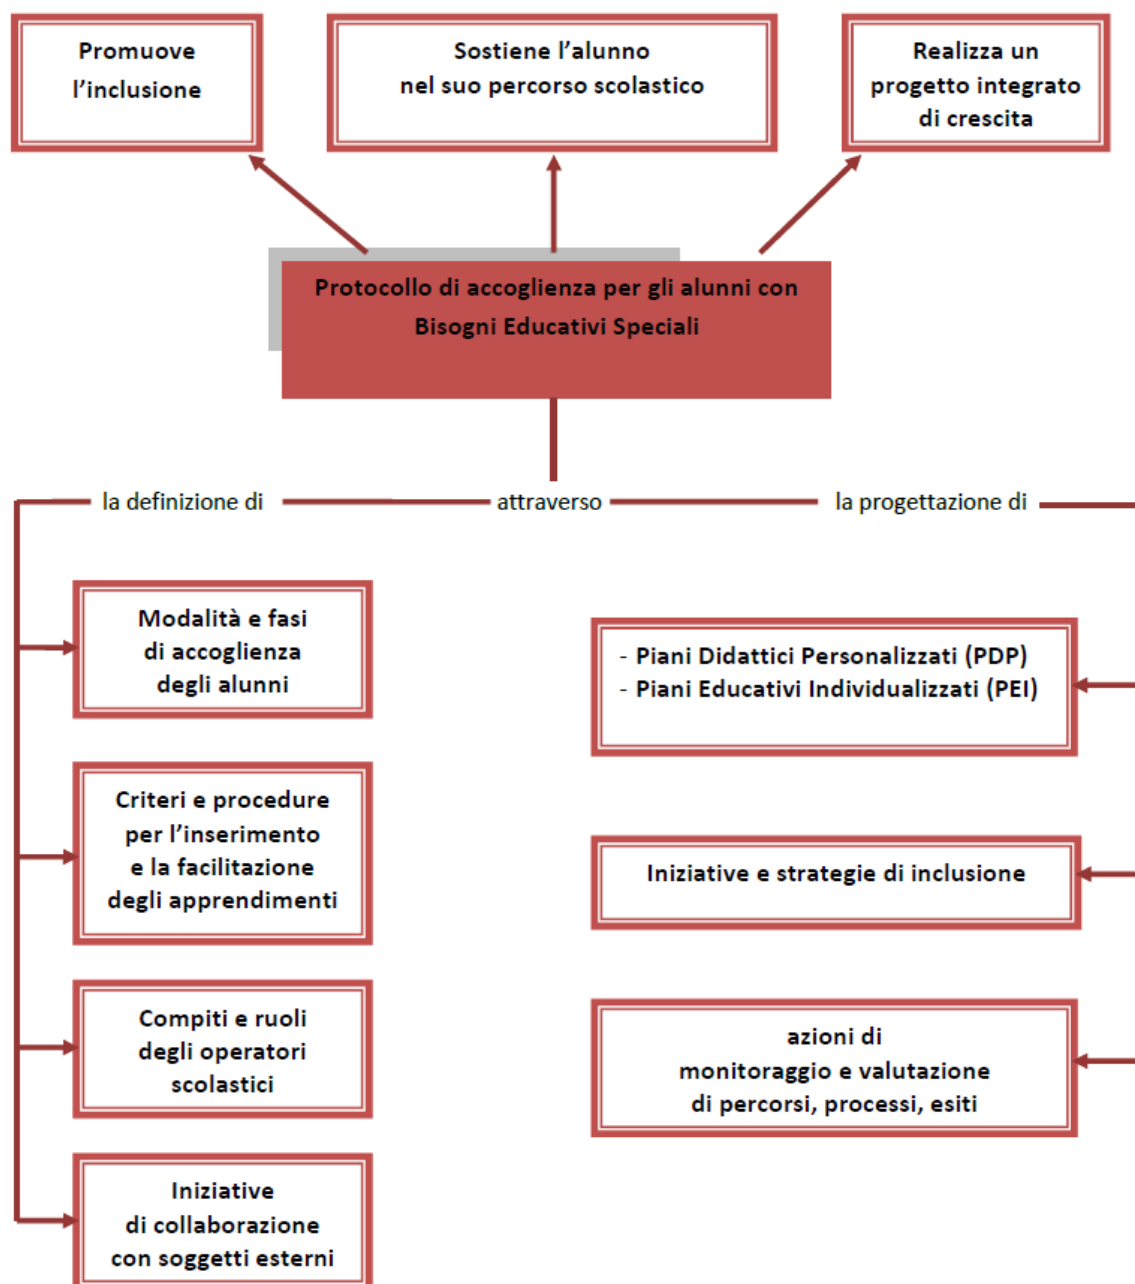 Promuove
l'inclusione
Sostiene l'alunno
nel suo percorso scolastico
Realizza un
progetto integrato
di crescita
Protocollo di accoglienza per gli alunni con
Bisogni Educativi Speciali
la definizione di
attraverso
la progettazione di
Modalità e fasi
di accoglienza
degli alunni
Criteri e procedure
per l'inserimento
e la facilitazione
degli apprendimenti
Compiti e ruoli
degli operatori
scolastici
Iniziative
di collaborazione
con soggetti esterni
- Piani Didattici Personalizzati (PDP)
- Piani Educativi Individualizzati (PEI)
Iniziative e strategie di inclusione
azioni di
monitoraggio e valutazione
di percorsi, processi, esiti